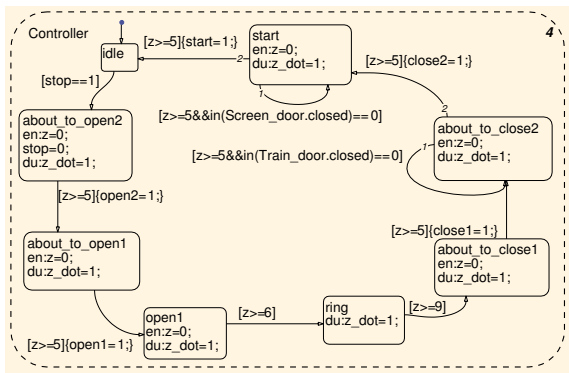 Controller
4
idle
[z>=5]{start=1;}
2
start
en:z=0;
du:z_dot=1;
1
[z>=5]{close2=1;}
[stop==1]
[z>=5&&in(Screen_door.closed)==0]
2
about_to_open2
en:z=0;
stop=0;
du:z_dot=1;
about_to_close2
en:z=0;
du:z_dot=1;
1
[z>=5&&in(Train_door.closed)==0]
[z>=5]{open2=1;}
[z>=5]{close1=1;}
about_to_open1
en:z=0;
du:z_dot=1;
about_to_close1
en:z=0;
du:z_dot=1;
[z>=5]{open1=1;}
open1
en:z=0;
du:z_dot=1;
[z>=6]
ring
du:z_dot=1;
[z>=9]